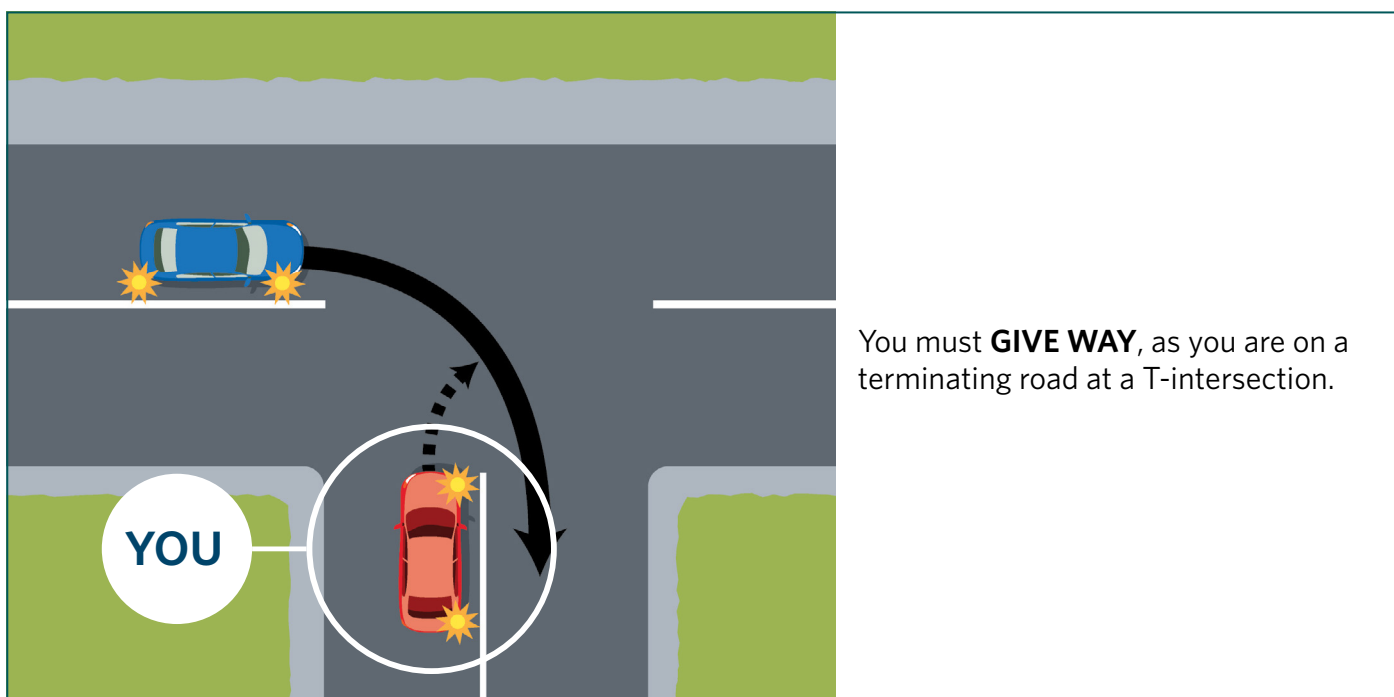 YOU
You must GIVE WAY, as you are on a
terminating road at a T-intersection.